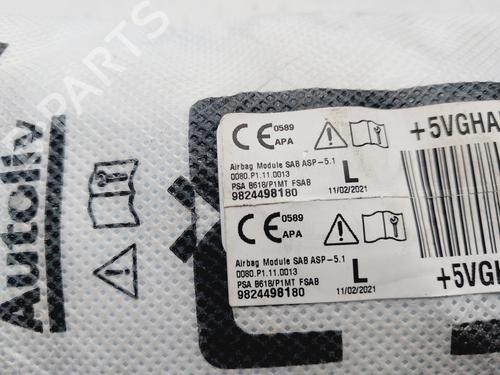 B PARTS
Autoliv
CE 0589
APA
+5VGHA
Airbag Module SAB ASP-5.1
0080.P1.11.0013
PSA B618/P1MT FSAB
9824498180
L
11/02/2021
CE 0589
APA
Airbag Module SAB ASP-5.1
0080.P1.11.0013
PSA B618/P1MT FSAB
9824498180
L
11/02/2021
+5VGH